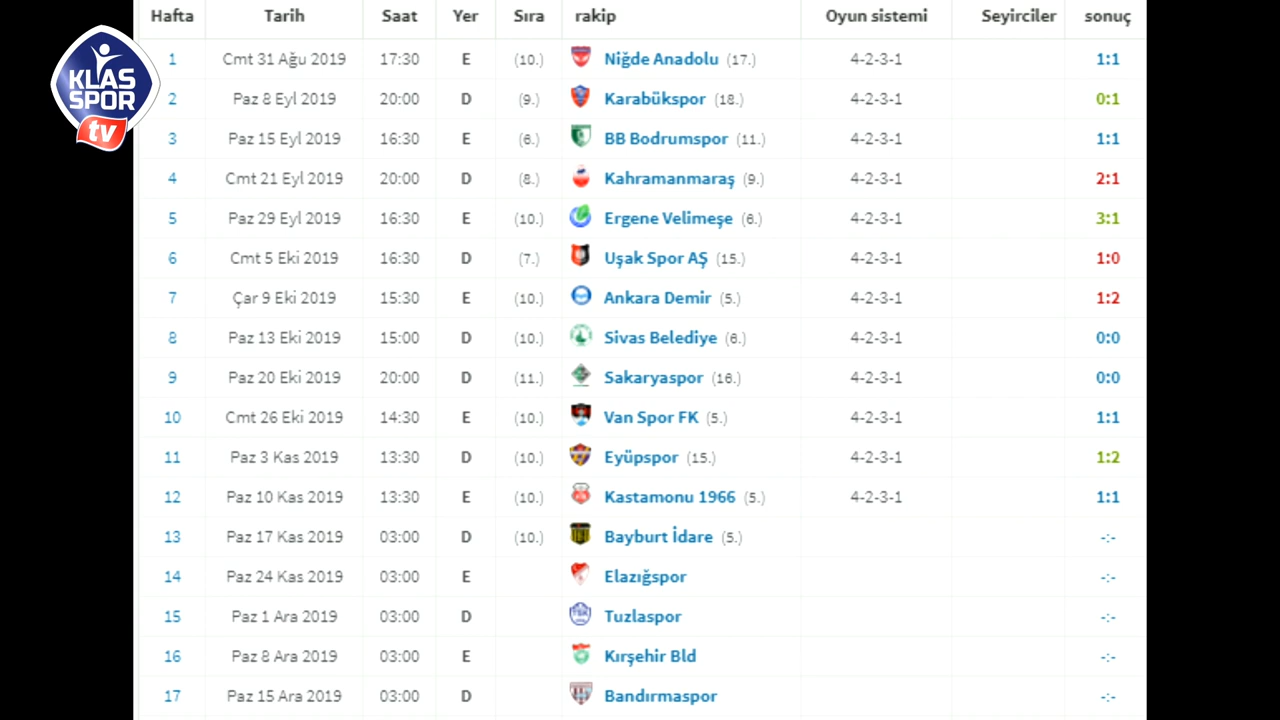 Hafta Tarih Saat Yer Sıra rakip Oyun sistemi Seyirciler sonuç
KLAS
SPOR
tv
1 Cmt 31 Ağu 2019 17:30 E (10.) Niğde Anadolu (17.) 4-2-3-1 1:1
2 Paz 8 Eyl 2019 20:00 D (9.) Karabükspor (18.) 4-2-3-1 0:1
3 Paz 15 Eyl 2019 16:30 E (6.) BB Bodrumspor (11.) 4-2-3-1 1:1
4 Cmt 21 Eyl 2019 20:00 D (8.) Kahramanmaraş (9.) 4-2-3-1 2:1
5 Paz 29 Eyl 2019 16:30 E (10.) Ergene Velimeşe (6.) 4-2-3-1 3:1
6 Cmt 5 Eki 2019 16:30 D (7.) Uşak Spor AŞ (15.) 4-2-3-1 1:0
7 Çar 9 Eki 2019 15:30 E (10.) Ankara Demir (5.) 4-2-3-1 1:2
8 Paz 13 Eki 2019 15:00 D (10.) Sivas Belediye (6.) 4-2-3-1 0:0
9 Paz 20 Eki 2019 20:00 D (11.) Sakaryaspor (16.) 4-2-3-1 0:0
10 Cmt 26 Eki 2019 14:30 E (10.) Van Spor FK (5.) 4-2-3-1 1:1
11 Paz 3 Kas 2019 13:30 D (10.) Eyüpspor (15.) 4-2-3-1 1:2
12 Paz 10 Kas 2019 13:30 E (10.) Kastamonu 1966 (5.) 4-2-3-1 1:1
13 Paz 17 Kas 2019 03:00 D (10.) Bayburt İdare (5.) -:-
14 Paz 24 Kas 2019 03:00 E Elazığspor -:-
15 Paz 1 Ara 2019 03:00 D Tuzlaspor -:-
16 Paz 8 Ara 2019 03:00 E Kırşehir Bld -:-
17 Paz 15 Ara 2019 03:00 D Bandırmaspor -:-